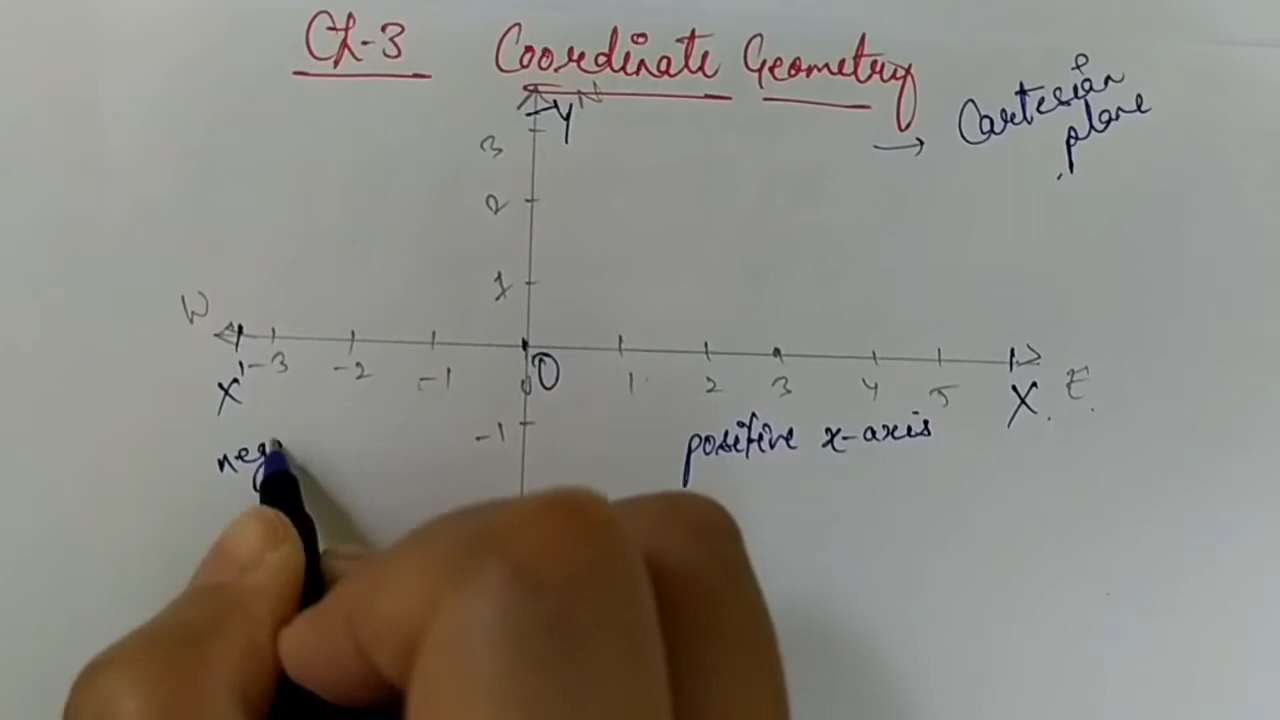 Ch-3 Coordinate Geometry
→ Cartesian
plane
N
Y
3
2
1
W
E
-3 -2 -1 O 1 2 3 4 5
X' X
-1
positive x-axis
neg